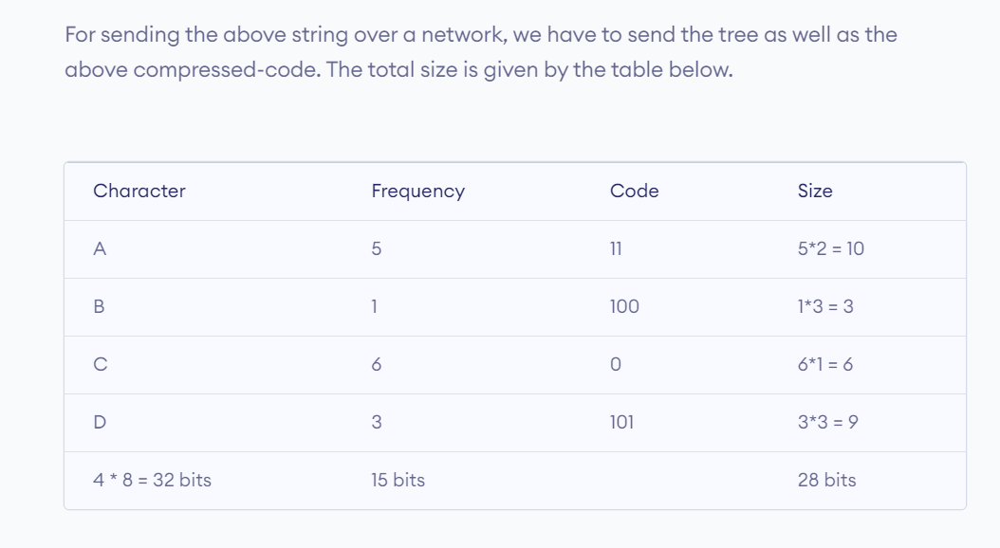 For sending the above string over a network, we have to send the tree as well as the
above compressed-code. The total size is given by the table below.
Character Frequency Code Size
A 5 11 5*2 = 10
B 1 100 1*3 = 3
C 6 0 6*1 = 6
D 3 101 3*3 = 9
4 * 8 = 32 bits 15 bits 28 bits